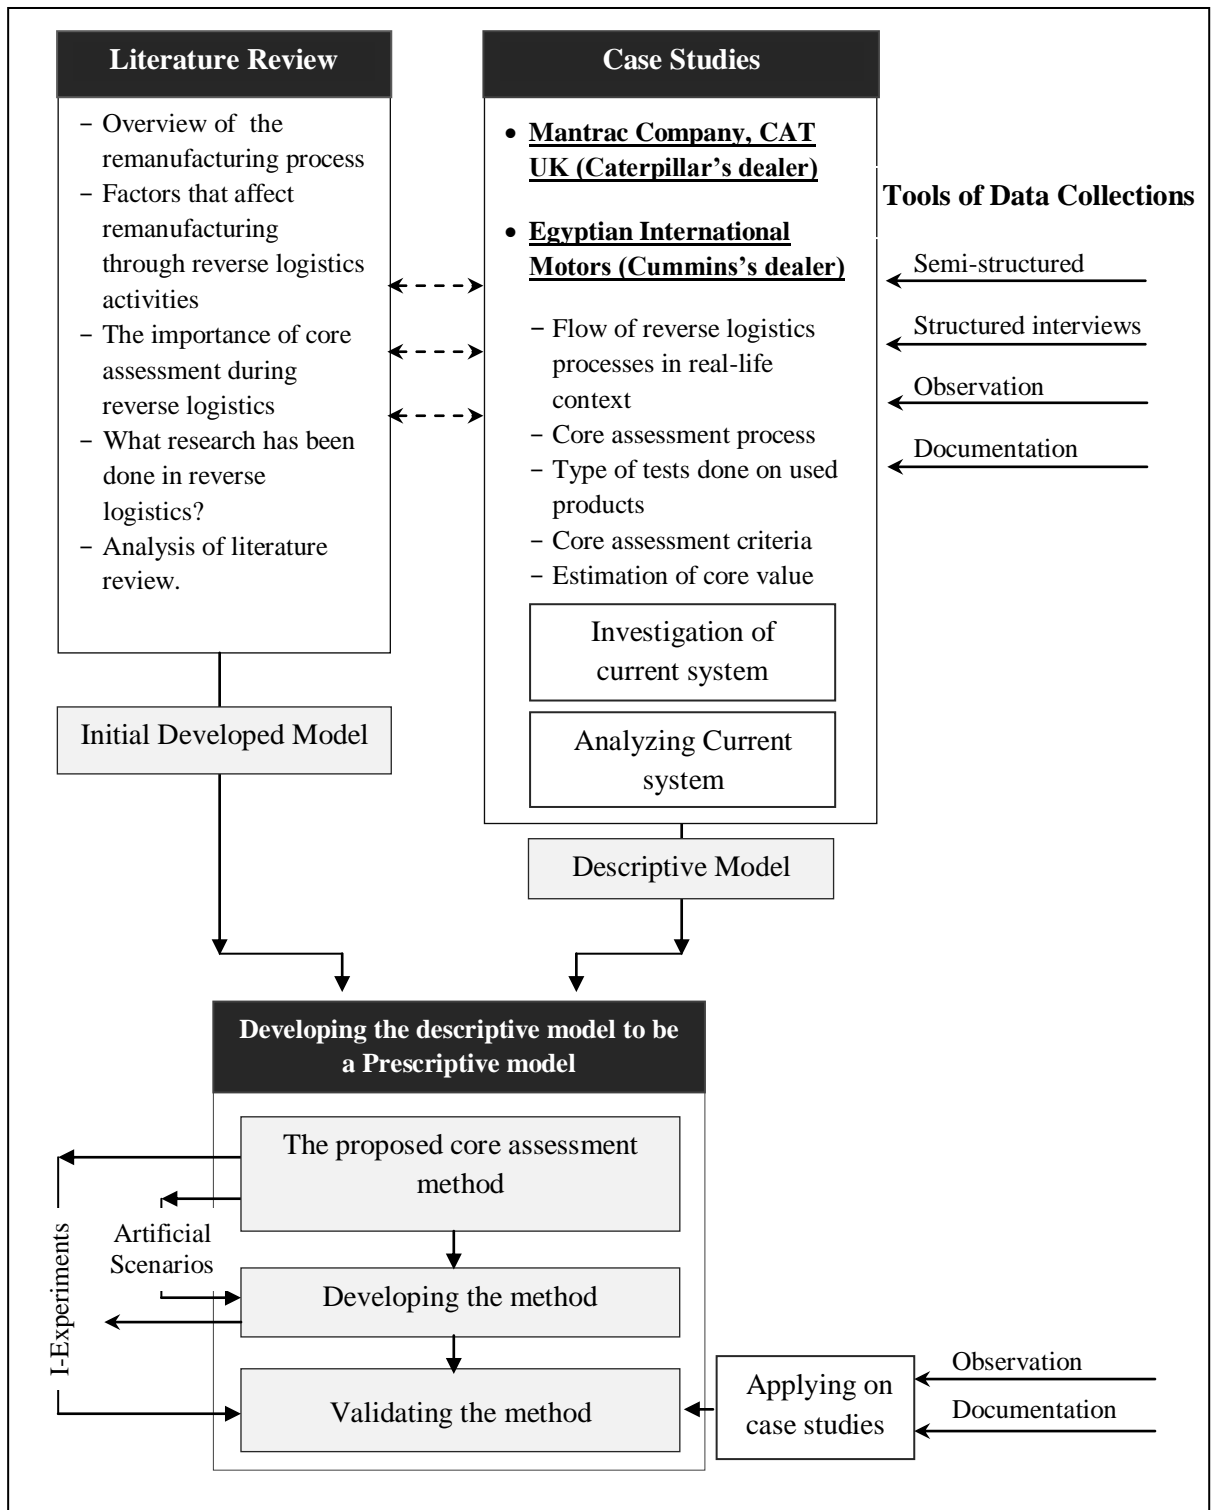 Literature Review
– Overview of the
remanufacturing process
– Factors that affect
remanufacturing
through reverse logistics
activities
– The importance of core
assessment during
reverse logistics
– What research has been
done in reverse
logistics?
– Analysis of literature
review.
Initial Developed Model
Case Studies
• Mantrac Company, CAT
UK (Caterpillar’s dealer)
• Egyptian International
Motors (Cummins’s dealer)
– Flow of reverse logistics
processes in real-life
context
– Core assessment process
– Type of tests done on used
products
– Core assessment criteria
– Estimation of core value
Investigation of
current system
Analyzing Current
system
Descriptive Model
Tools of Data Collections
Semi-structured
Structured interviews
Observation
Documentation
Developing the descriptive model to be
a Prescriptive model
The proposed core assessment
method
Artificial
Scenarios
I-Experiments
Developing the method
Validating the method
Applying on
case studies
Observation
Documentation